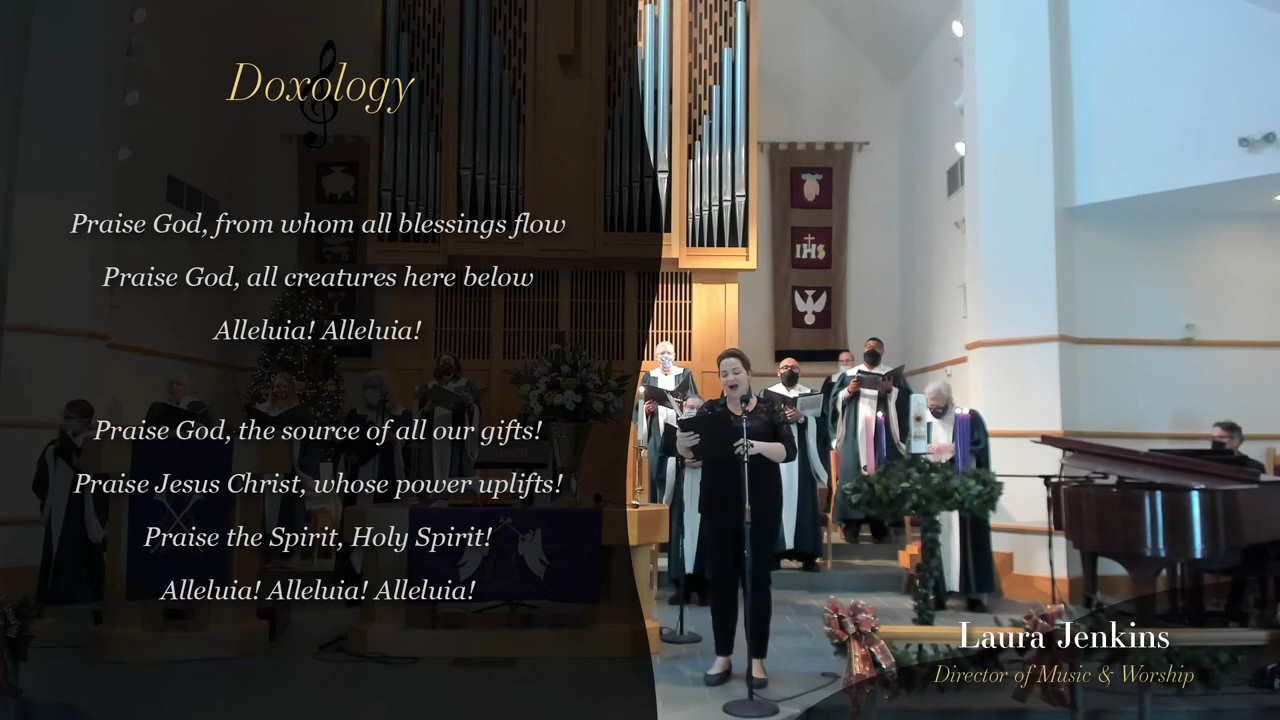 Doxology
Praise God, from whom all blessings flow
Praise God, all creatures here below
Alleluia! Alleluia!
Praise God, the source of all our gifts!
Praise Jesus Christ, whose power uplifts!
Praise the Spirit, Holy Spirit!
Alleluia! Alleluia! Alleluia!
IHS
Laura Jenkins
Director of Music & Worship